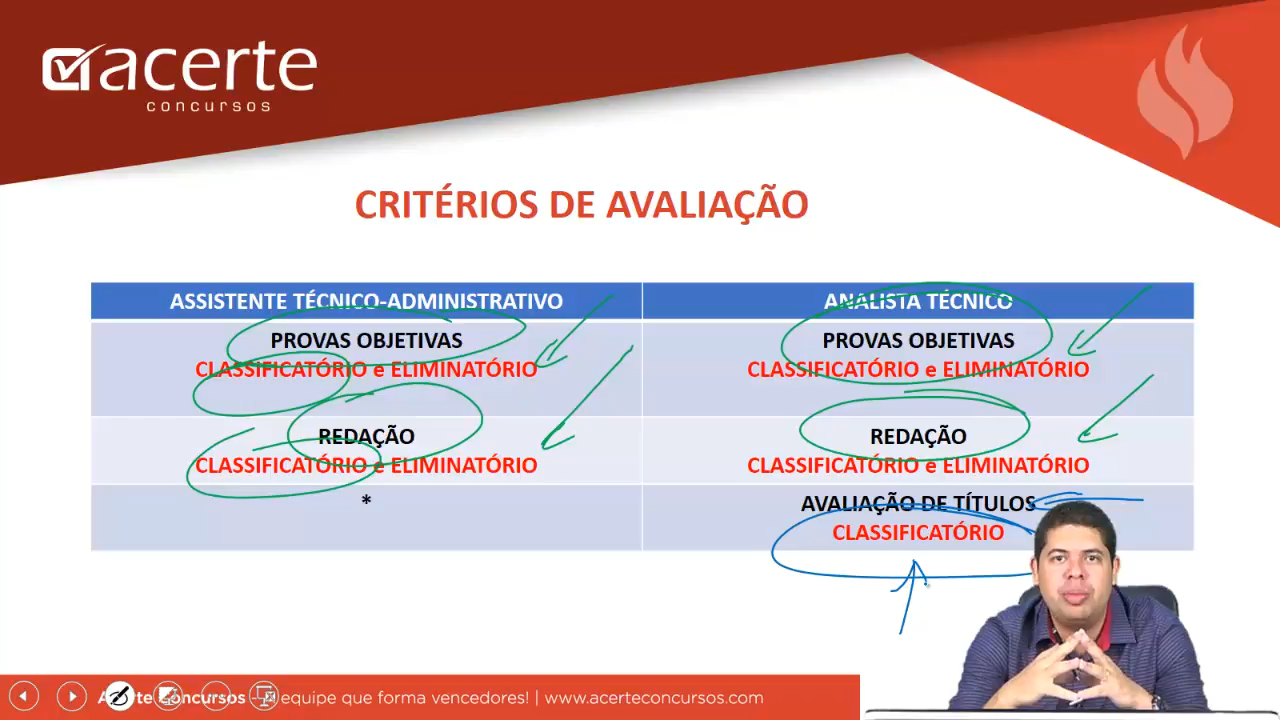 acerte
concursos
CRITÉRIOS DE AVALIAÇÃO
ASSISTENTE TÉCNICO-ADMINISTRATIVO
ANALISTA TÉCNICO
PROVAS OBJETIVAS
CLASSIFICATÓRIO e ELIMINATÓRIO
PROVAS OBJETIVAS
CLASSIFICATÓRIO e ELIMINATÓRIO
REDAÇÃO
CLASSIFICATÓRIO e ELIMINATÓRIO
REDAÇÃO
CLASSIFICATÓRIO e ELIMINATÓRIO
*
AVALIAÇÃO DE TÍTULOS
CLASSIFICATÓRIO
Concursos equipe que forma vencedores! | www.acerteconcursos.com